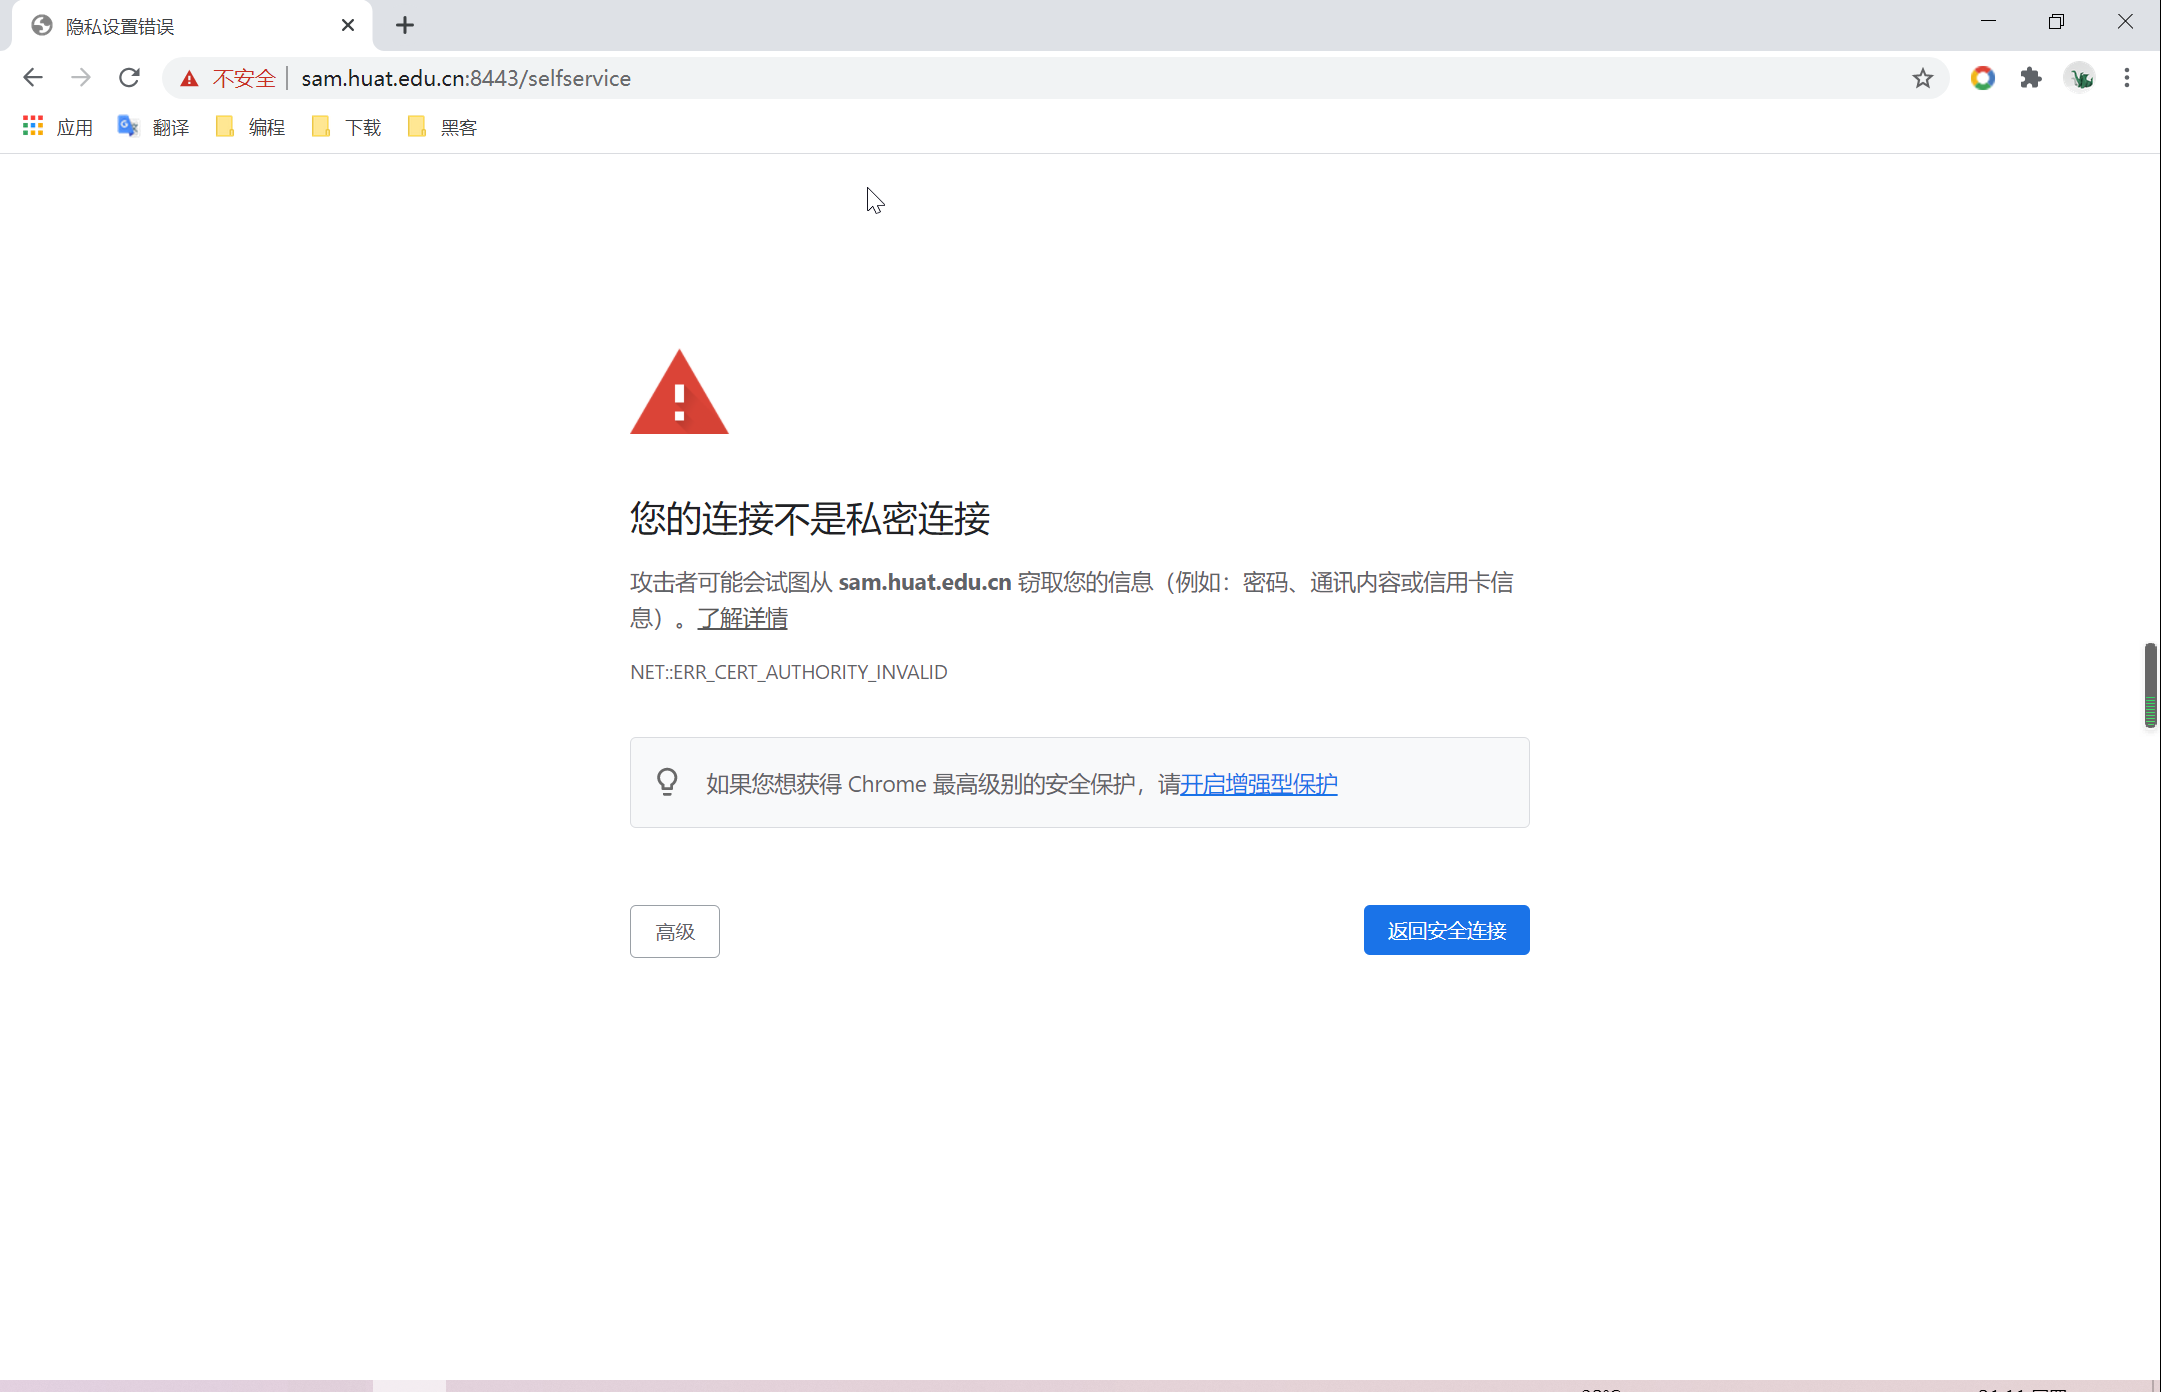 隐私设置错误
不安全 sam.huat.edu.cn:8443/selfservice
应用 翻译 编程 下载 黑客
您的连接不是私密连接
攻击者可能会试图从 sam.huat.edu.cn 窃取您的信息（例如：密码、通讯内容或信用卡信
息）。了解详情
NET::ERR_CERT_AUTHORITY_INVALID
如果您想获得 Chrome 最高级别的安全保护，请开启增强型保护
高级
返回安全连接